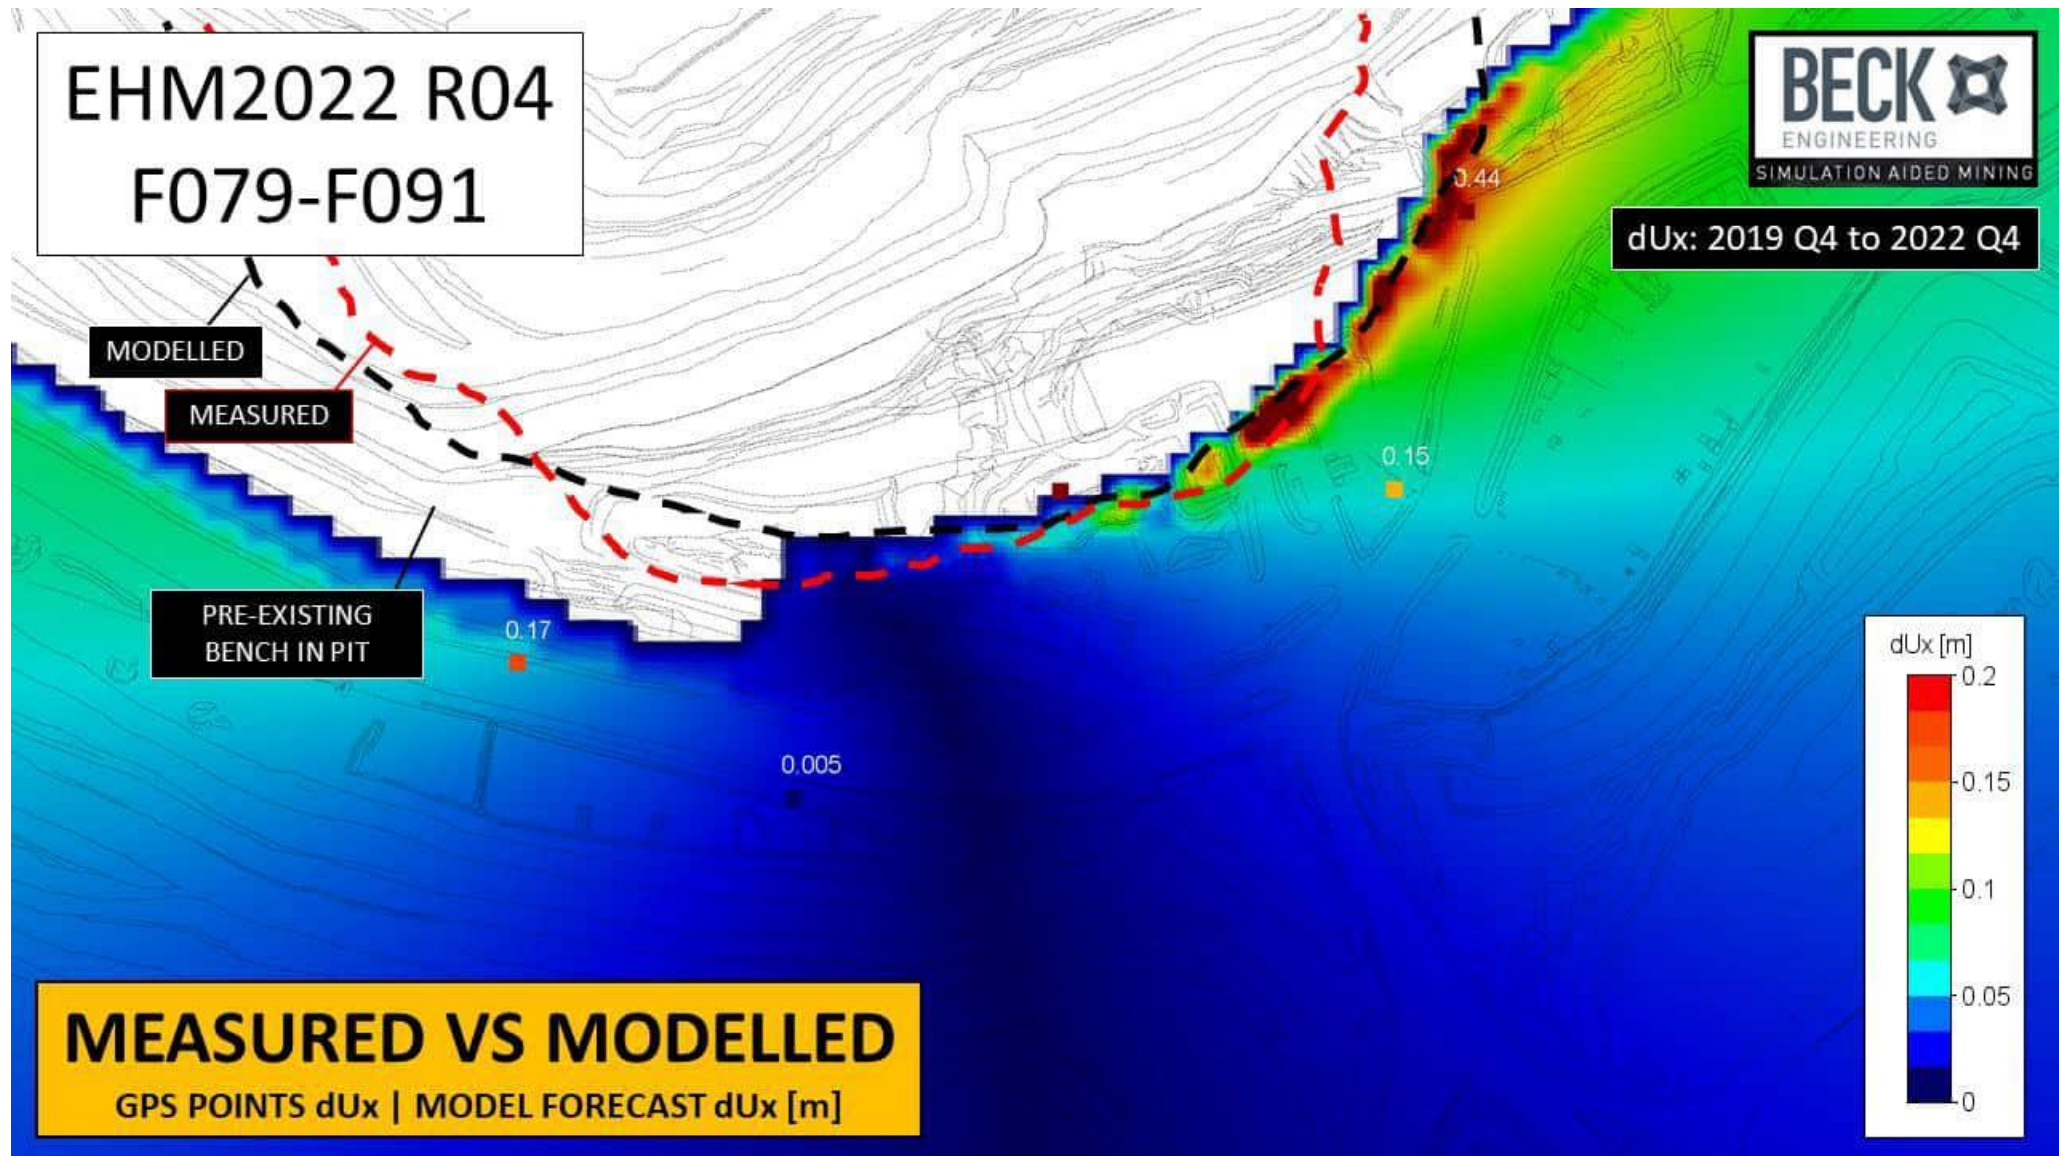 EHM2022 R04
F079-F091
BECK
ENGINEERING
SIMULATION AIDED MINING
dUx: 2019 Q4 to 2022 Q4
0.44
MODELLED
MEASURED
0.15
PRE-EXISTING
BENCH IN PIT
0.17
0.005
dUx [m]
0.2
0.15
0.1
0.05
0
MEASURED VS MODELLED
GPS POINTS dUx | MODEL FORECAST dUx [m]